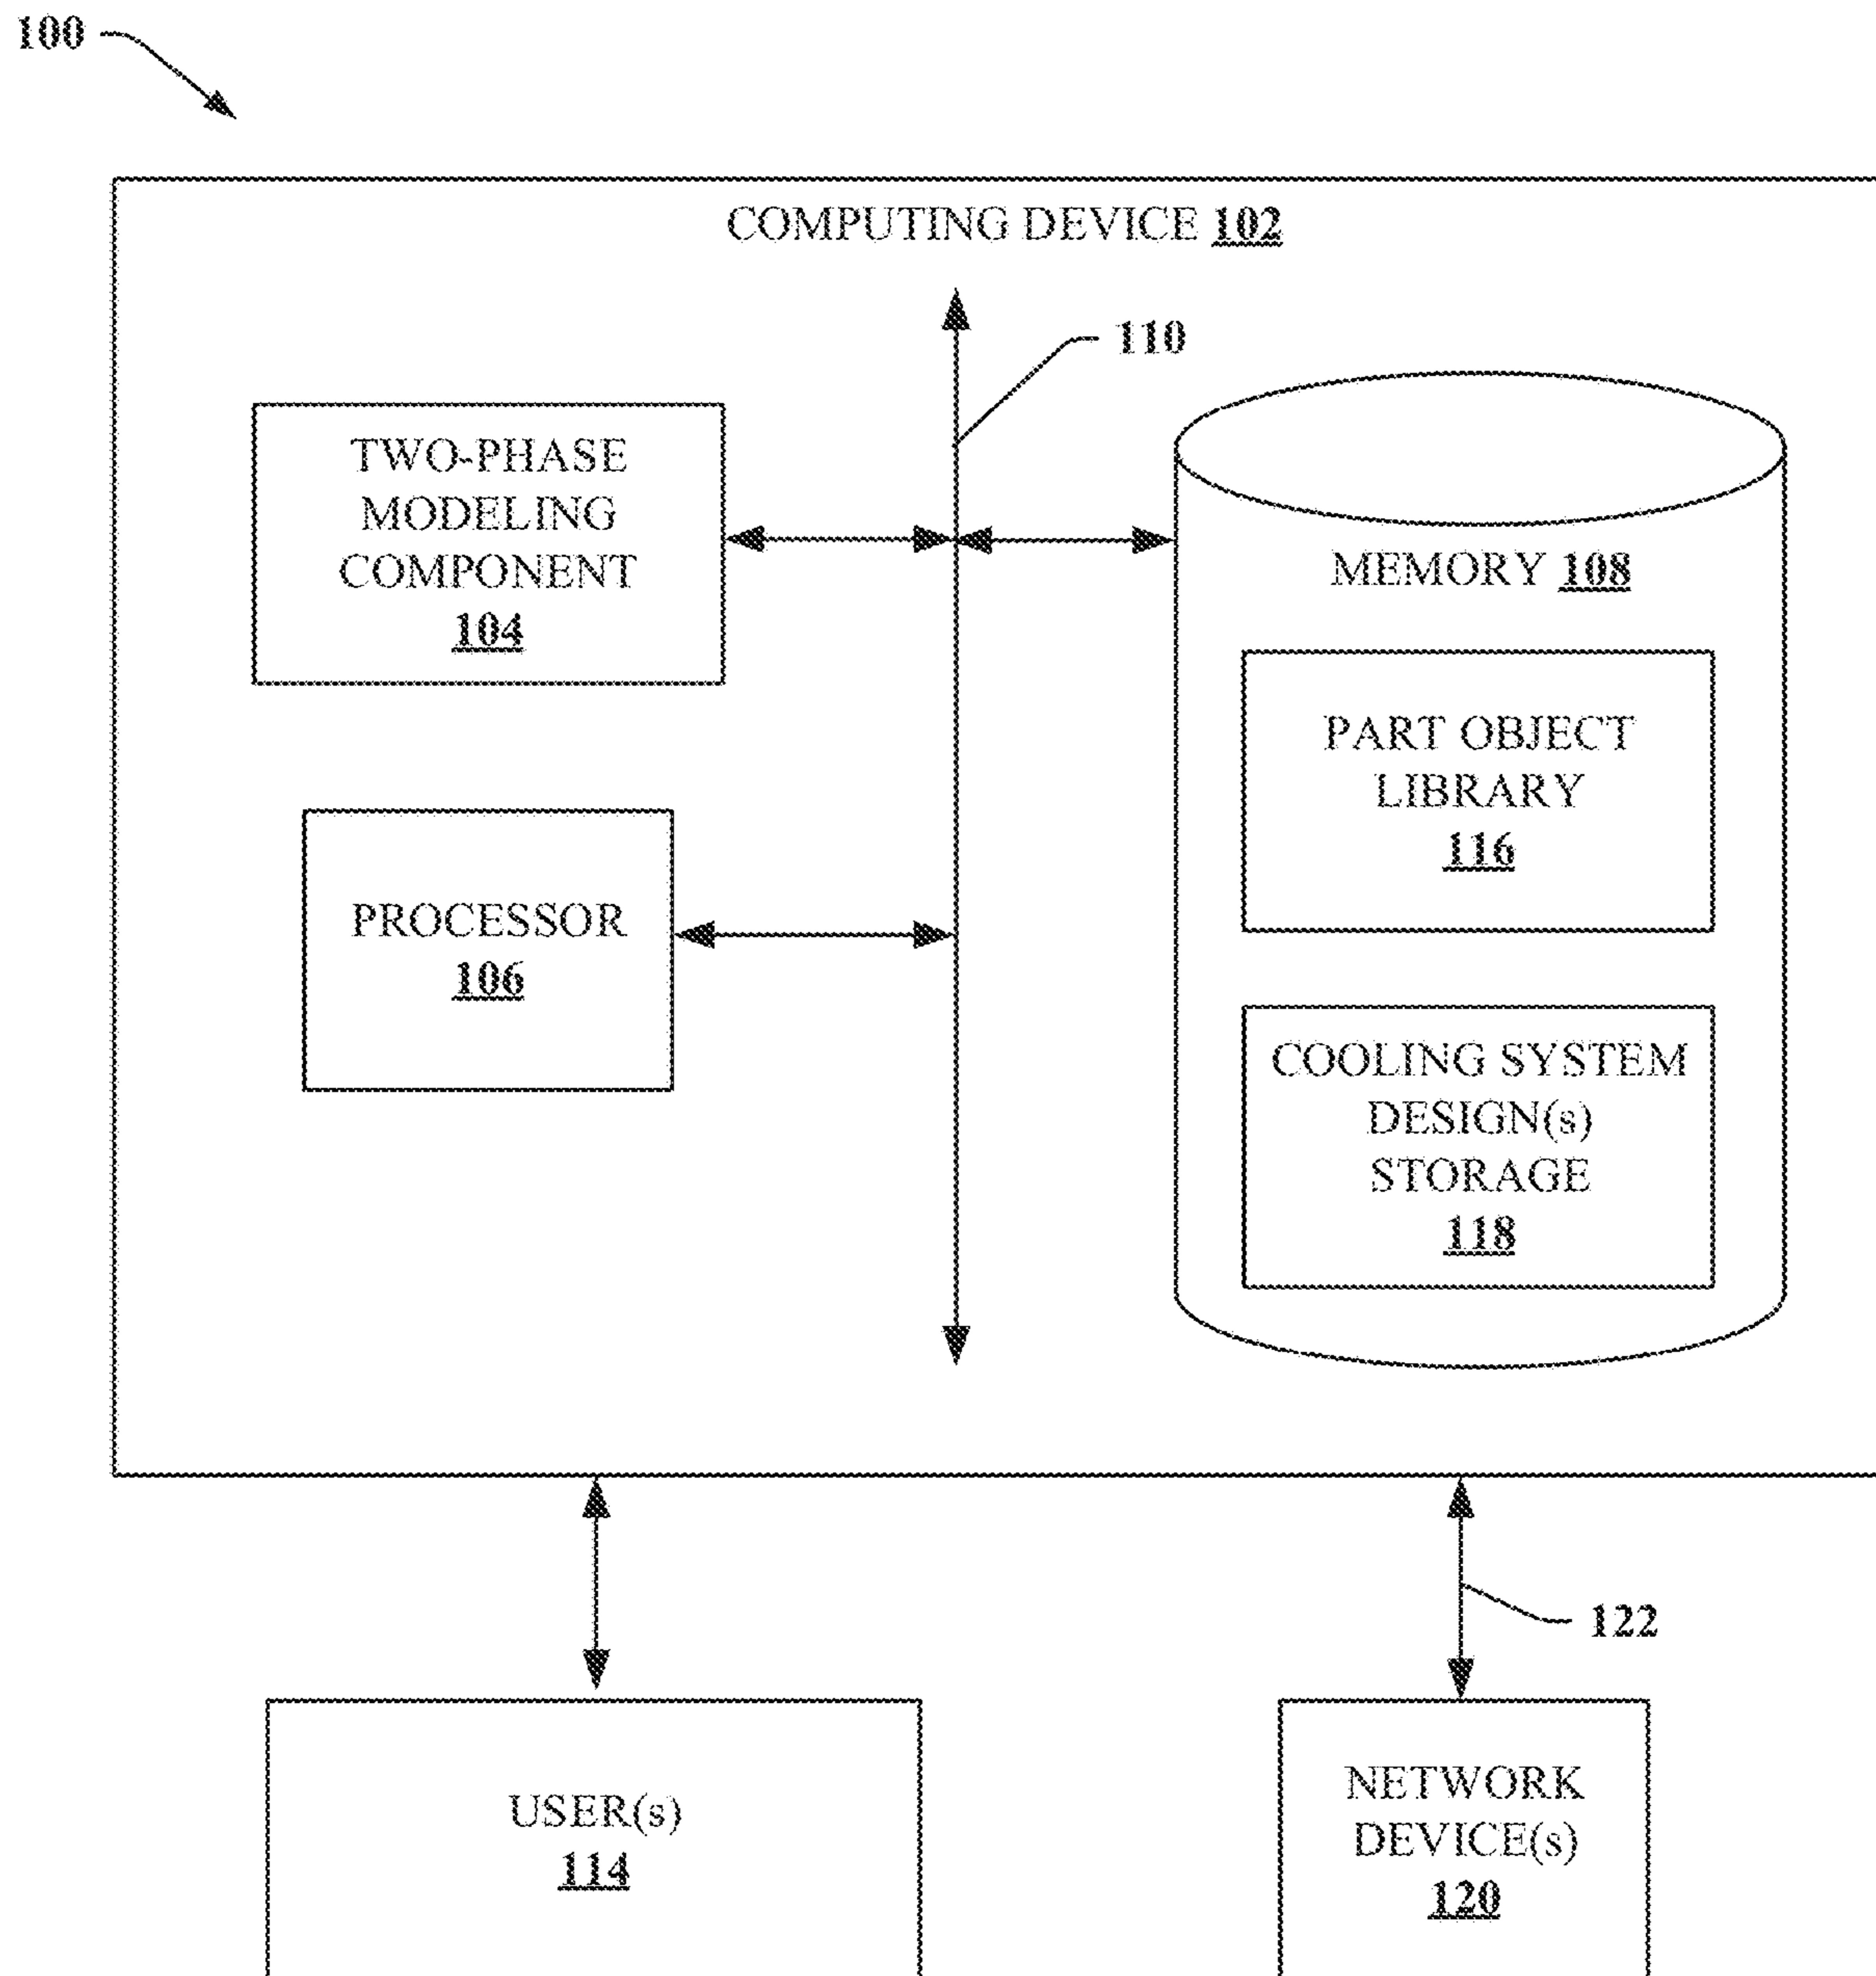 100
COMPUTING DEVICE 102
110
TWO-PHASE
MODELING
COMPONENT
104
MEMORY 108
PART OBJECT
LIBRARY
116
PROCESSOR
106
COOLING SYSTEM
DESIGN(s)
STORAGE
118
122
USER(s)
114
NETWORK
DEVICE(s)
120